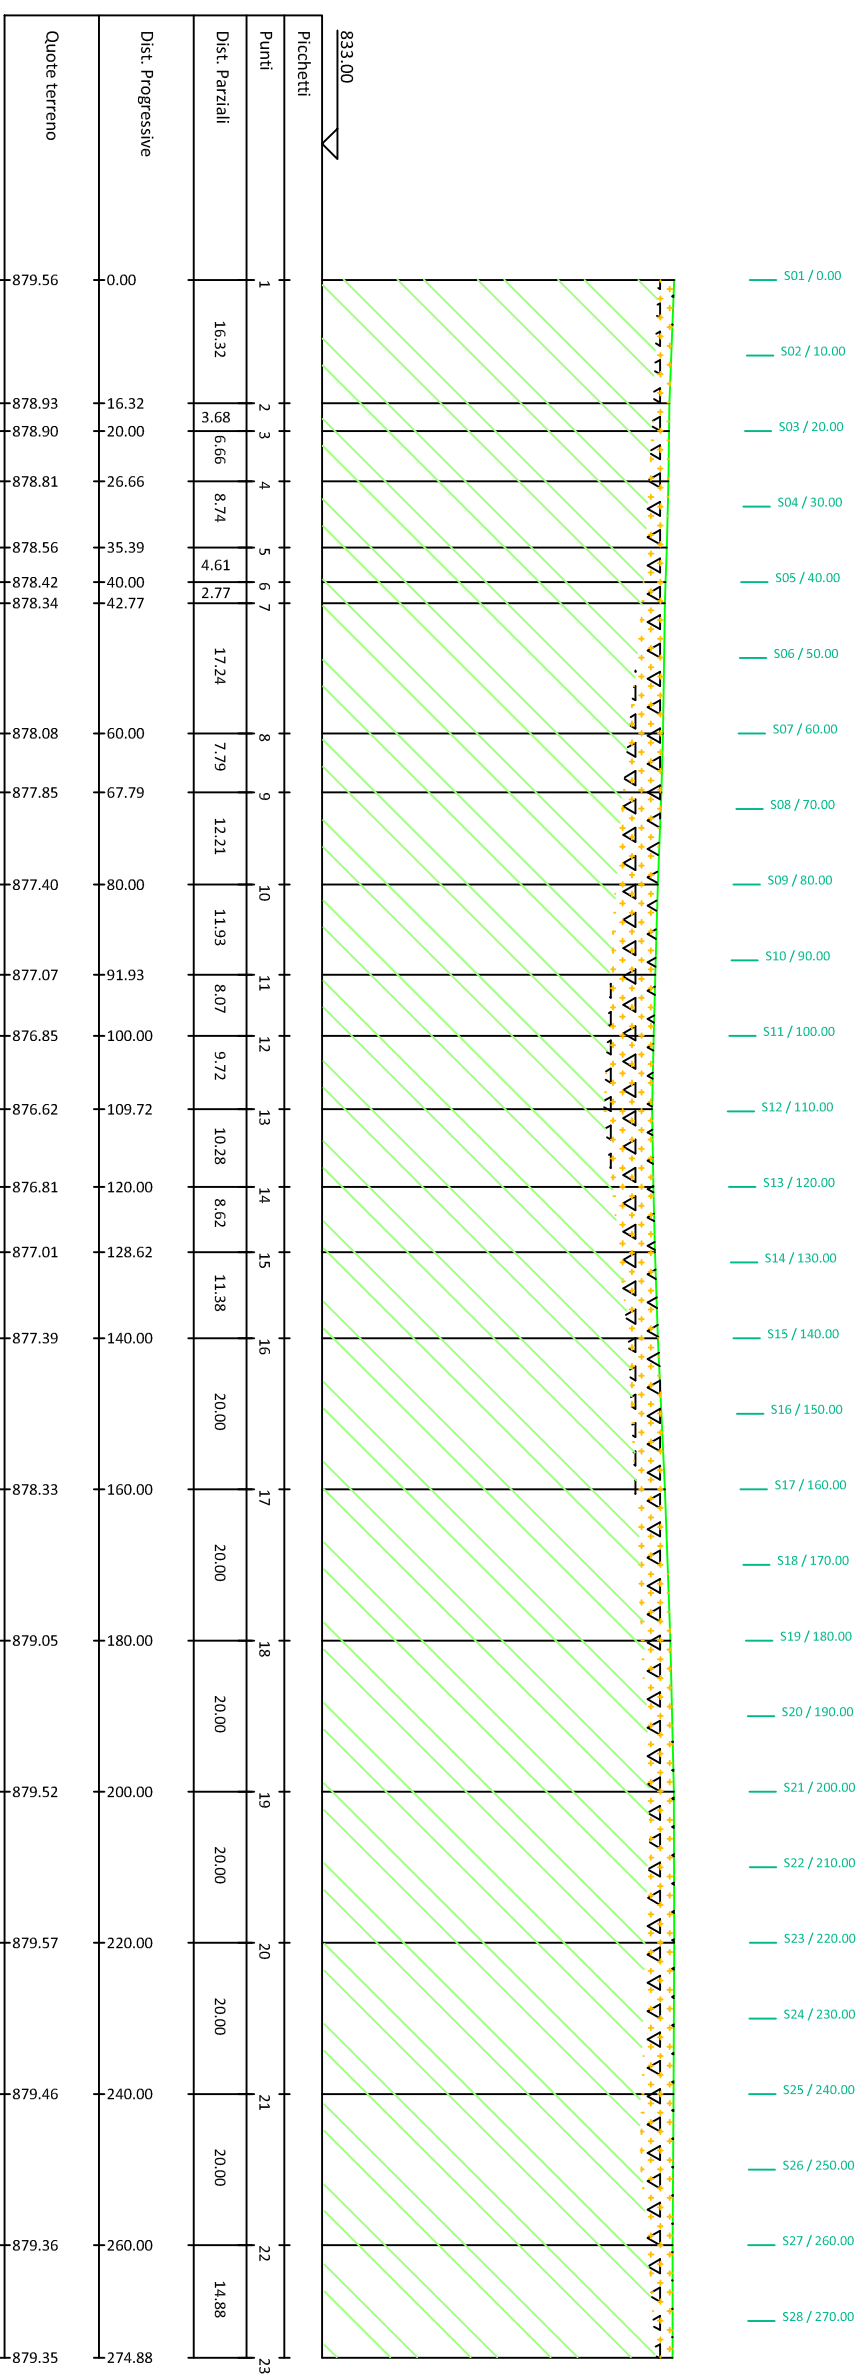 833.00
Picchetti
Punti
1
2
3
4
5
6
7
8
9
10
11
12
13
14
15
16
17
18
19
20
21
22
23
Dist. Parziali
16.32
3.68
6.66
8.74
4.61
2.77
17.24
7.79
12.21
11.93
8.07
9.72
10.28
8.62
11.38
20.00
20.00
20.00
20.00
20.00
20.00
14.88
Dist. Progressive
0.00
16.32
20.00
26.66
35.39
40.00
42.77
60.00
67.79
80.00
91.93
100.00
109.72
120.00
128.62
140.00
160.00
180.00
200.00
220.00
240.00
260.00
274.88
Quote terreno
879.56
878.93
878.90
878.81
878.56
878.42
878.34
878.08
877.85
877.40
877.07
876.85
876.62
876.81
877.01
877.39
878.33
879.05
879.52
879.57
879.46
879.36
879.35
S01 / 0.00
S02 / 10.00
S03 / 20.00
S04 / 30.00
S05 / 40.00
S06 / 50.00
S07 / 60.00
S08 / 70.00
S09 / 80.00
S10 / 90.00
S11 / 100.00
S12 / 110.00
S13 / 120.00
S14 / 130.00
S15 / 140.00
S16 / 150.00
S17 / 160.00
S18 / 170.00
S19 / 180.00
S20 / 190.00
S21 / 200.00
S22 / 210.00
S23 / 220.00
S24 / 230.00
S25 / 240.00
S26 / 250.00
S27 / 260.00
S28 / 270.00